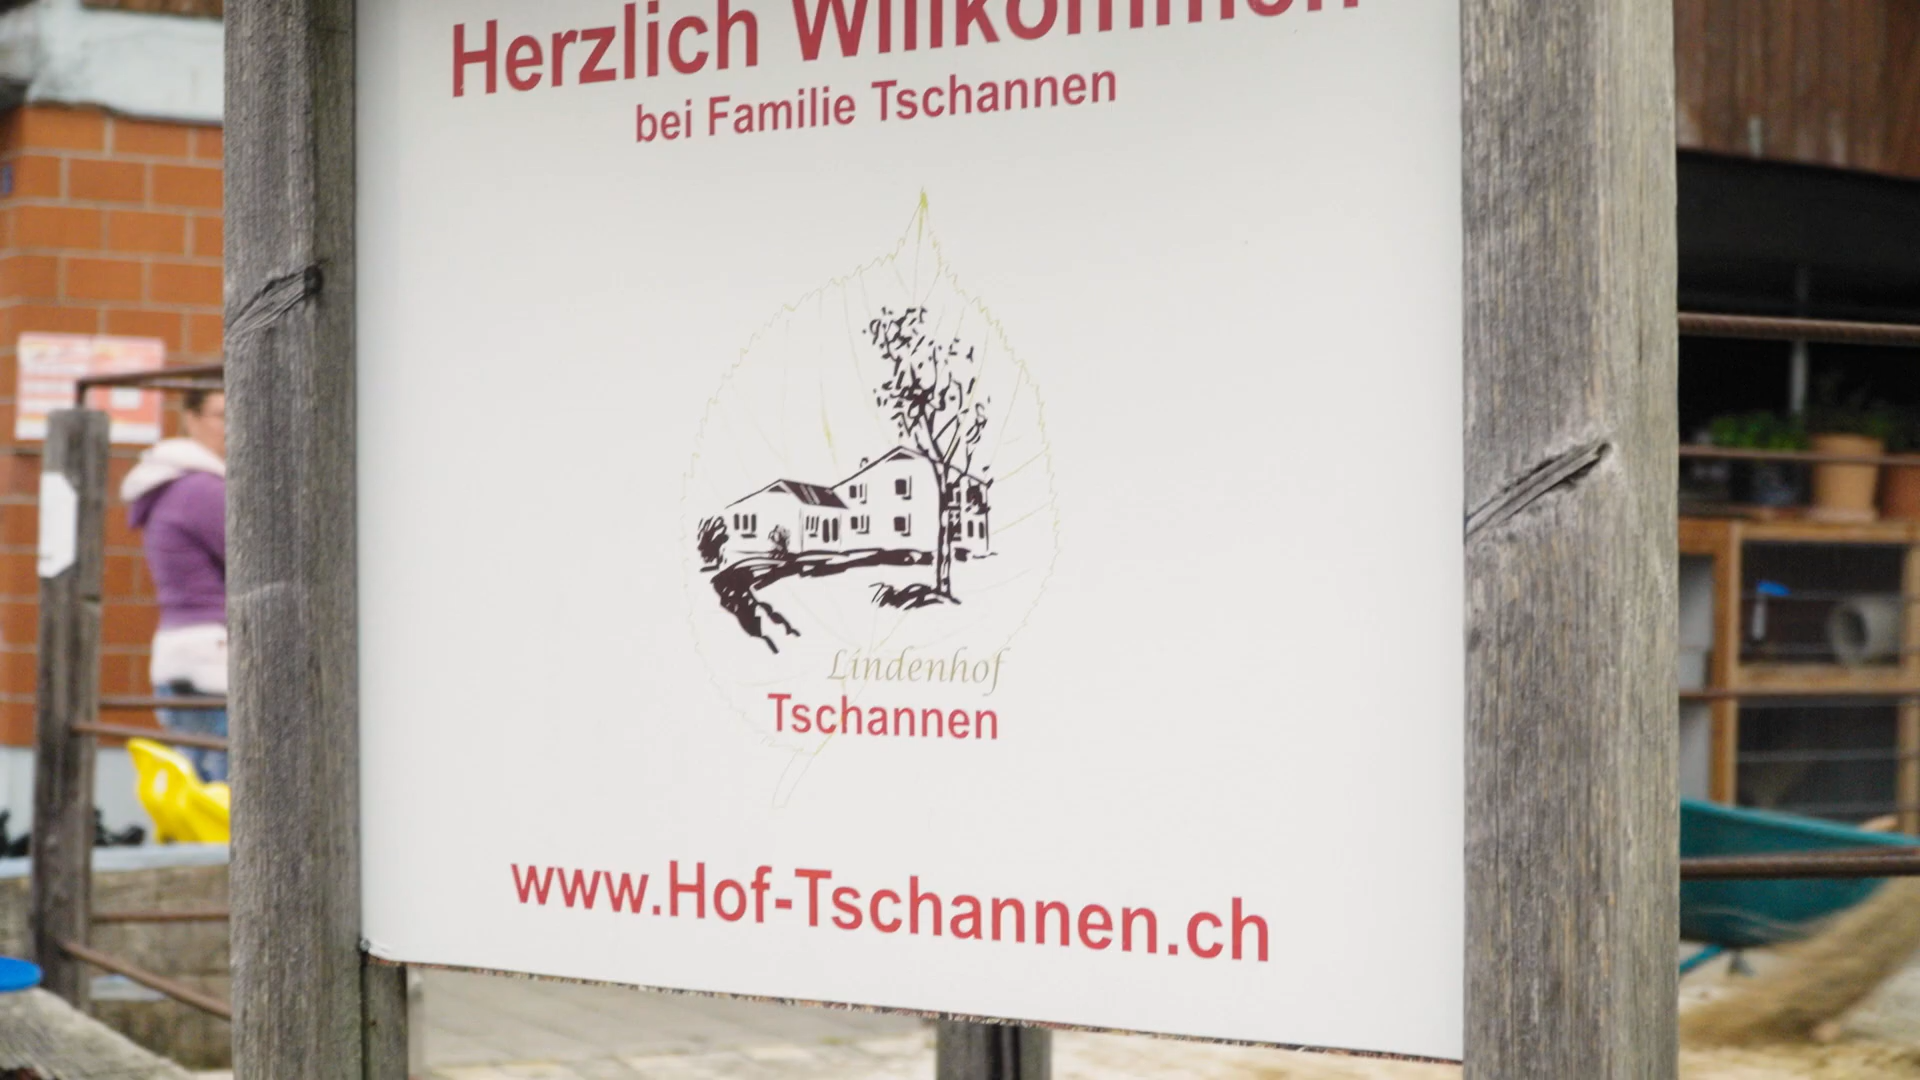 Herzlich Willkommen
bei Familie Tschannen
Lindenhof
Tschannen
www.Hof-Tschannen.ch